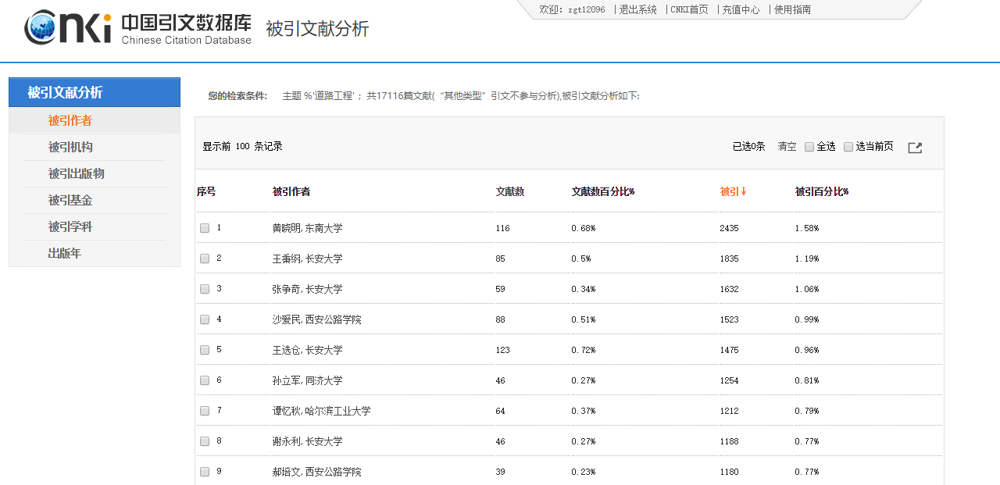 欢迎：zgt12096 |退出系统 |CNKI首页 |充值中心 |使用指南
Cnki 中国引文数据库 被引文献分析
Chinese Citation Database
被引文献分析
被引作者
被引机构
被引出版物
被引基金
被引学科
出版年
您的检索条件: 主题 %'道路工程' ；共17116篇文献(“其他类型”引文不参与分析),被引文献分析如下:
显示前 100 条记录 已选0条 清空 全选 选当前页
序号 被引作者 文献数 文献数百分比% 被引↓ 被引百分比%
1 黄晓明,东南大学 116 0.68% 2435 1.58%
2 王秉纲,长安大学 85 0.5% 1835 1.19%
3 张争奇,长安大学 59 0.34% 1632 1.06%
4 沙爱民,西安公路学院 88 0.51% 1523 0.99%
5 王选仓,长安大学 123 0.72% 1475 0.96%
6 孙立军,同济大学 46 0.27% 1254 0.81%
7 谭忆秋,哈尔滨工业大学 64 0.37% 1212 0.79%
8 谢永利,长安大学 46 0.27% 1188 0.77%
9 郝培文,西安公路学院 39 0.23% 1180 0.77%